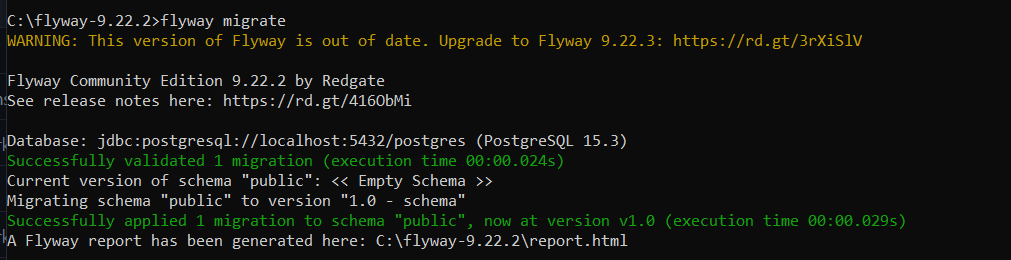 C:\flyway-9.22.2>flyway migrate
WARNING: This version of Flyway is out of date. Upgrade to Flyway 9.22.3: https://rd.gt/3rXiSlV
Flyway Community Edition 9.22.2 by Redgate
See release notes here: https://rd.gt/416ObMi
Database: jdbc:postgresql://localhost:5432/postgres (PostgreSQL 15.3)
Successfully validated 1 migration (execution time 00:00.024s)
Current version of schema "public": << Empty Schema >>
Migrating schema "public" to version "1.0 - schema"
Successfully applied 1 migration to schema "public", now at version v1.0 (execution time 00:00.029s)
A Flyway report has been generated here: C:\flyway-9.22.2\report.html